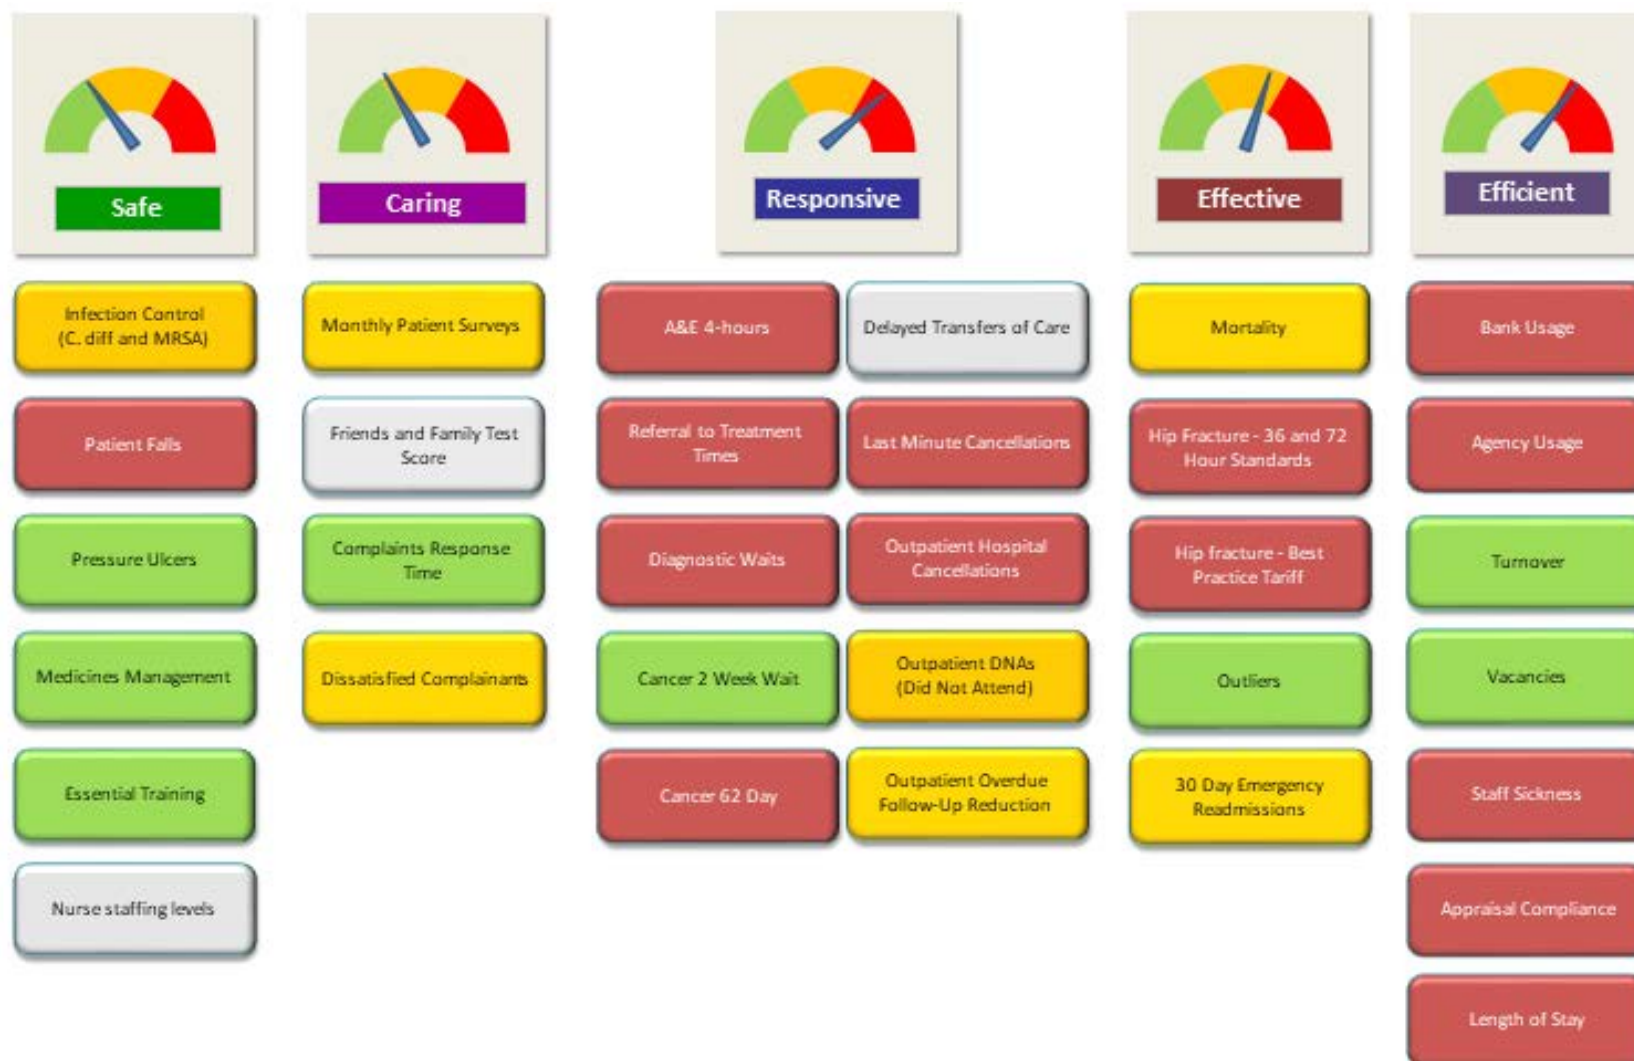 Safe
Caring
Responsive
Effective
Efficient
Infection Control
(C. diff and MRSA)
Patient Falls
Pressure Ulcers
Medicines Management
Essential Training
Nurse staffing levels
Monthly Patient Surveys
Friends and Family Test
Score
Complaints Response
Time
Dissatisfied Complainants
A&E 4-hours
Referral to Treatment
Times
Diagnostic Waits
Cancer 2 Week Wait
Cancer 62 Day
Delayed Transfers of Care
Last Minute Cancellations
Outpatient Hospital
Cancellations
Outpatient DNAs
(Did Not Attend)
Outpatient Overdue
Follow-Up Reduction
Mortality
Hip Fracture - 36 and 72
Hour Standards
Hip fracture - Best
Practice Tariff
Outliers
30 Day Emergency
Readmissions
Bank Usage
Agency Usage
Turnover
Vacancies
Staff Sickness
Appraisal Compliance
Length of Stay